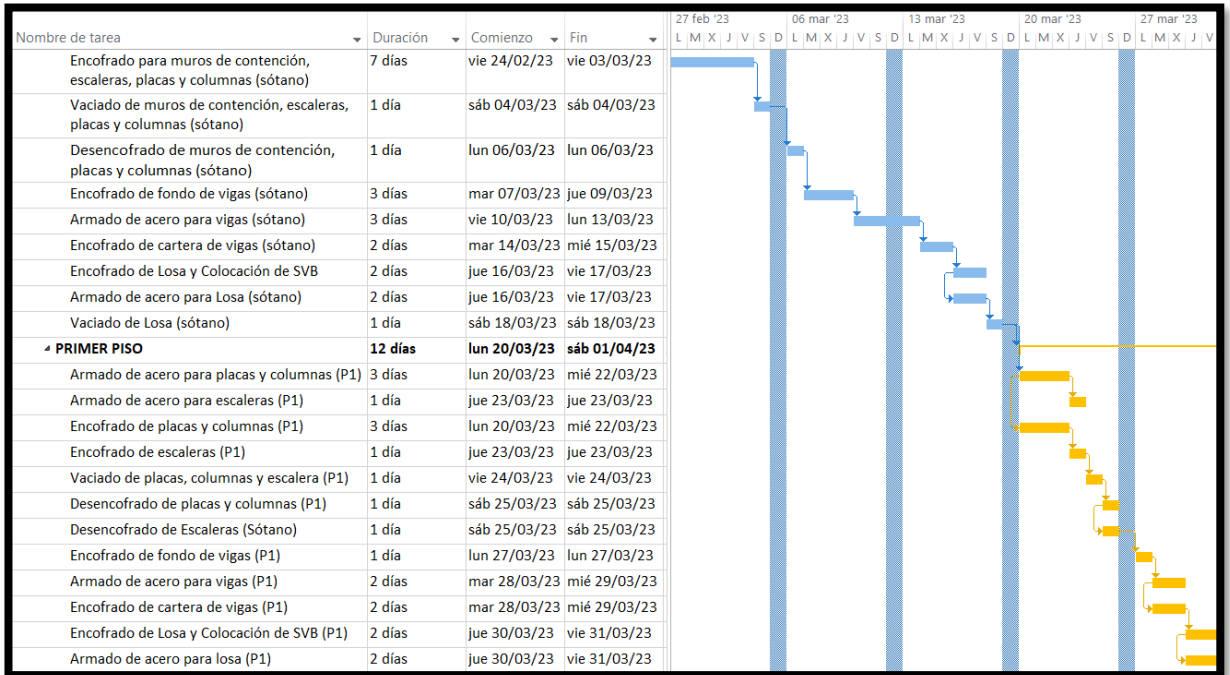 27 feb '23 06 mar '23 13 mar '23 20 mar '23 27 mar '23
Nombre de tarea Duración Comienzo Fin L M X J V S D L M X J V S D L M X J V S D L M X J V S D L M X J V
Encofrado para muros de contención, 7 días vie 24/02/23 vie 03/03/23
escaleras, placas y columnas (sótano)
Vaciado de muros de contención, escaleras, 1 día sáb 04/03/23 sáb 04/03/23
placas y columnas (sótano)
Desencofrado de muros de contención, 1 día lun 06/03/23 lun 06/03/23
placas y columnas (sótano)
Encofrado de fondo de vigas (sótano) 3 días mar 07/03/23 jue 09/03/23
Armado de acero para vigas (sótano) 3 días vie 10/03/23 lun 13/03/23
Encofrado de cartera de vigas (sótano) 2 días mar 14/03/23 mié 15/03/23
Encofrado de Losa y Colocación de SVB 2 días jue 16/03/23 vie 17/03/23
Armado de acero para Losa (sótano) 2 días jue 16/03/23 vie 17/03/23
Vaciado de Losa (sótano) 1 día sáb 18/03/23 sáb 18/03/23
PRIMER PISO 12 días lun 20/03/23 sáb 01/04/23
Armado de acero para placas y columnas (P1) 3 días lun 20/03/23 mié 22/03/23
Armado de acero para escaleras (P1) 1 día jue 23/03/23 jue 23/03/23
Encofrado de placas y columnas (P1) 3 días lun 20/03/23 mié 22/03/23
Encofrado de escaleras (P1) 1 día jue 23/03/23 jue 23/03/23
Vaciado de placas, columnas y escalera (P1) 1 día vie 24/03/23 vie 24/03/23
Desencofrado de placas y columnas (P1) 1 día sáb 25/03/23 sáb 25/03/23
Desencofrado de Escaleras (Sótano) 1 día sáb 25/03/23 sáb 25/03/23
Encofrado de fondo de vigas (P1) 1 día lun 27/03/23 lun 27/03/23
Armado de acero para vigas (P1) 2 días mar 28/03/23 mié 29/03/23
Encofrado de cartera de vigas (P1) 2 días mar 28/03/23 mié 29/03/23
Encofrado de Losa y Colocación de SVB (P1) 2 días jue 30/03/23 vie 31/03/23
Armado de acero para losa (P1) 2 días jue 30/03/23 vie 31/03/23